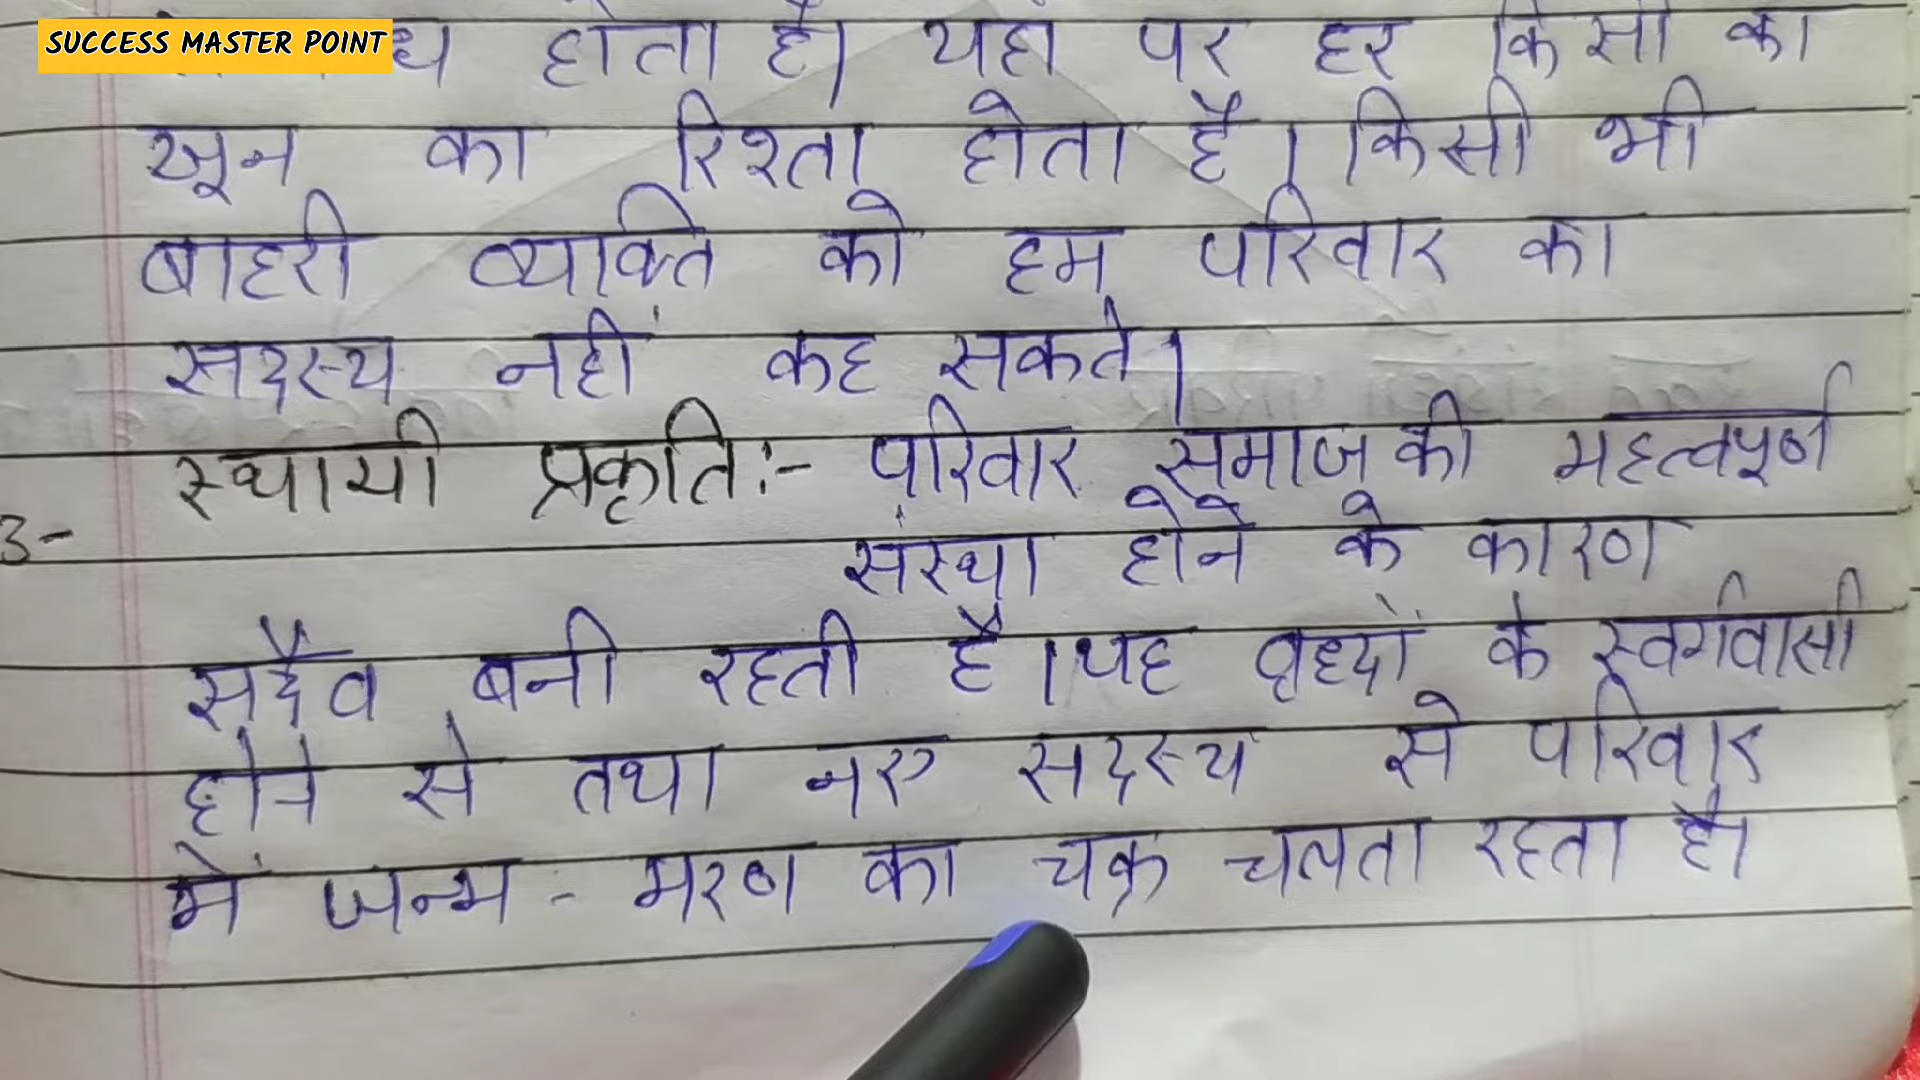 SUCCESS MASTER POINT
होता है। यहाँ पर हर किसी का
खून का रिश्ता होता है। किसी भी
बाहरी व्यक्ति को हम परिवार का
सदस्य नहीं कह सकते।
3- स्थायी प्रकृति:- परिवार समाज की महत्वपूर्ण
संस्था होने के कारण
सदैव बनी रहती है। यह वृध्दों के स्वर्गवासी
होने से तथा नए सदस्य से परिवार
में जन्म - मरण का चक्र चलता रहता है।